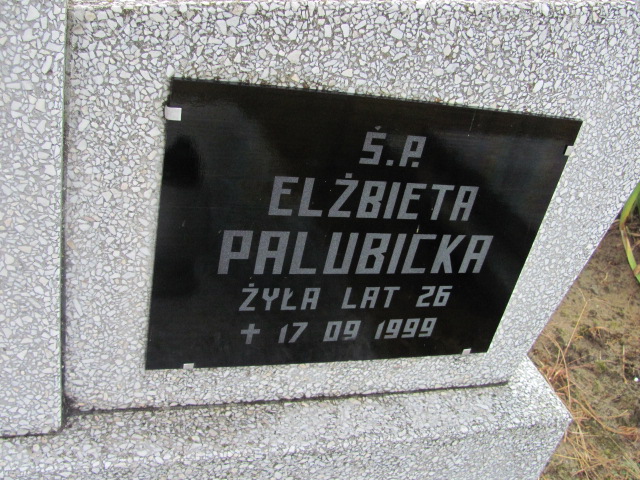 Ś.P.
ELŻBIETA
PALUBICKA
ŻYŁA LAT 26
+ 17 09 1999